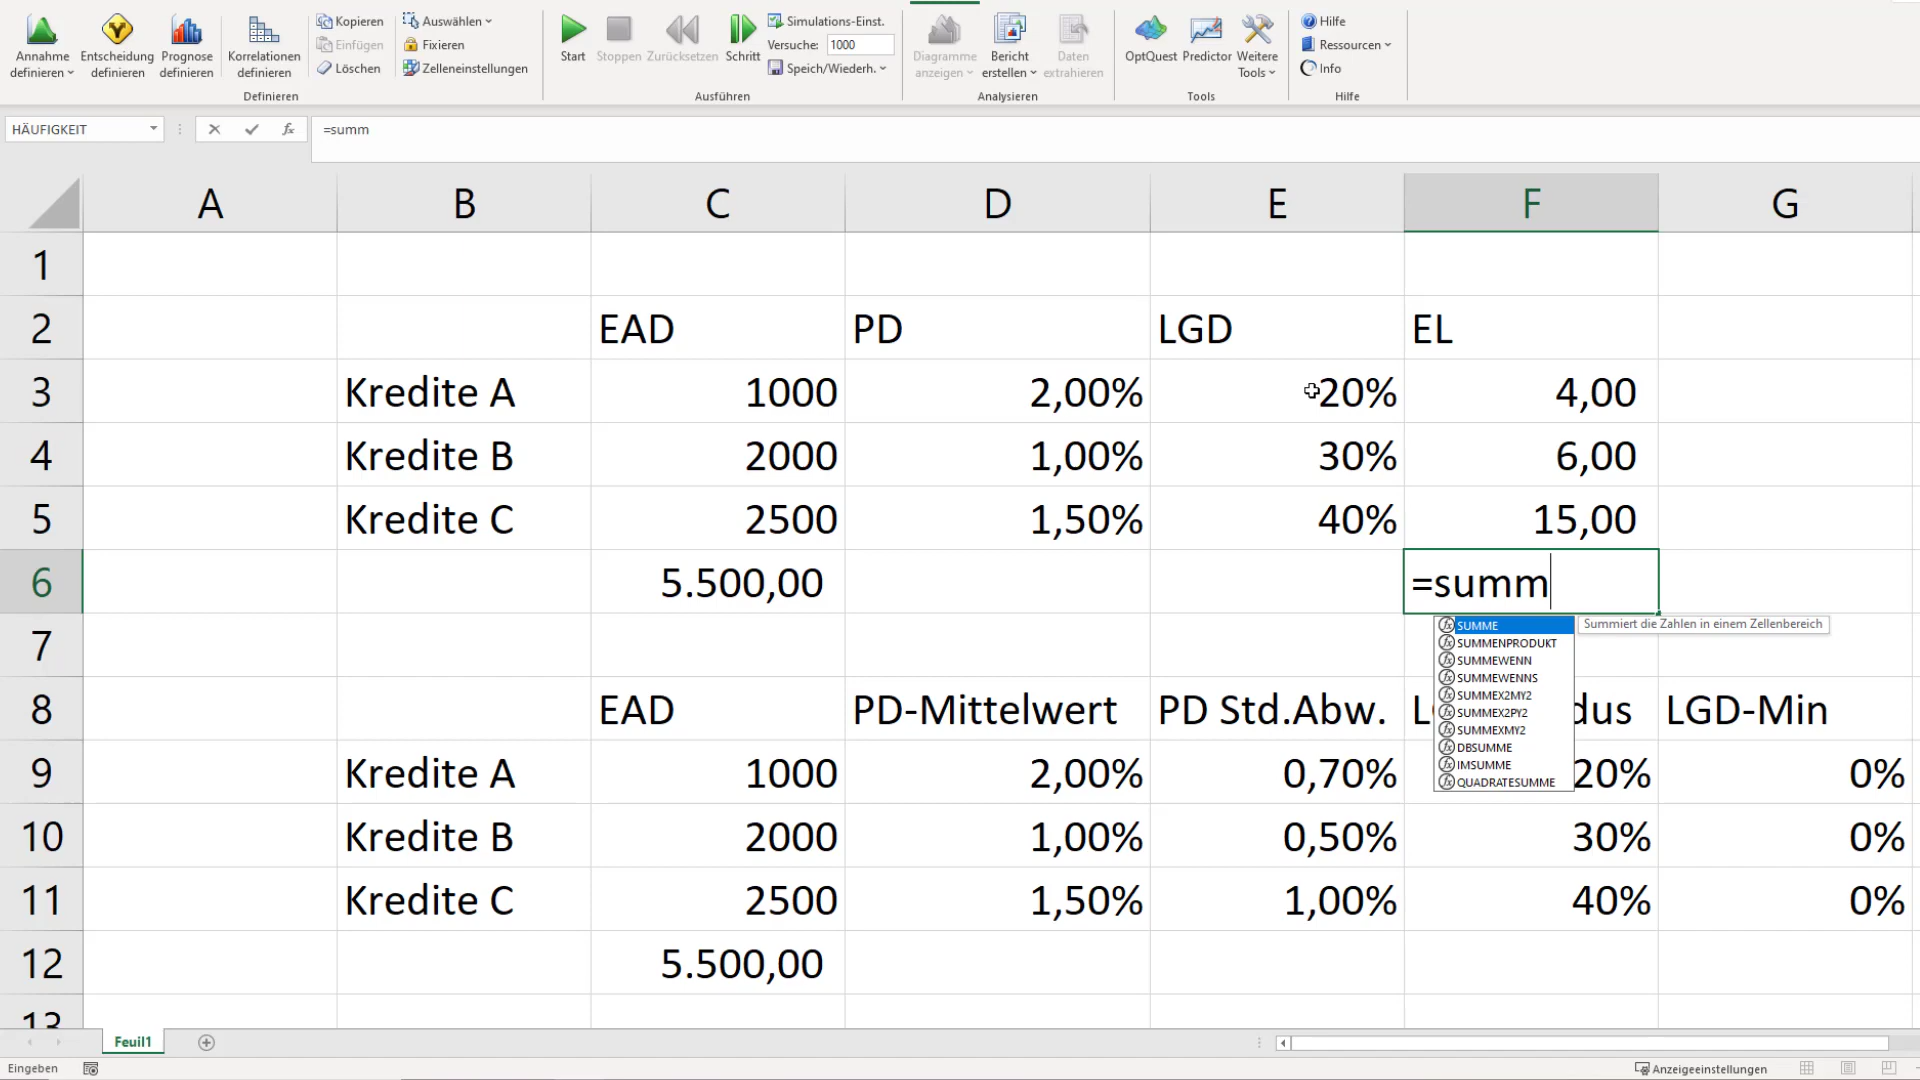 Annahme definieren
Entscheidung definieren
Prognose definieren
Korrelationen definieren
Kopieren
Einfügen
Löschen
Auswählen
Fixieren
Zelleneinstellungen
Definieren
Start
Stoppen
Zurücksetzen
Schritt
Simulations-Einst.
Versuche: 1000
Speich/Wiederh.
Ausführen
Diagramme anzeigen
Bericht erstellen
Daten extrahieren
Analysieren
OptQuest
Predictor
Weitere Tools
Tools
Hilfe
Ressourcen
Info
Hilfe
HÄUFIGKEIT
fx
=summ
A B C D E F G
1
2 EAD PD LGD EL
3 Kredite A 1000 2,00% 20% 4,00
4 Kredite B 2000 1,00% 30% 6,00
5 Kredite C 2500 1,50% 40% 15,00
6 5.500,00 =summ
SUMME
Summiert die Zahlen in einem Zellenbereich
SUMMENPRODUKT
SUMMEWENN
SUMMEWENNS
SUMMEX2MY2
SUMMEX2PY2
SUMMEXMY2
DBSUMME
IMSUMME
QUADRATESUMME
7
8 EAD PD-Mittelwert PD Std.Abw. L dus LGD-Min
9 Kredite A 1000 2,00% 0,70% 20% 0%
10 Kredite B 2000 1,00% 0,50% 30% 0%
11 Kredite C 2500 1,50% 1,00% 40% 0%
12 5.500,00
13
Feuil1
Eingeben
Anzeigeeinstellungen